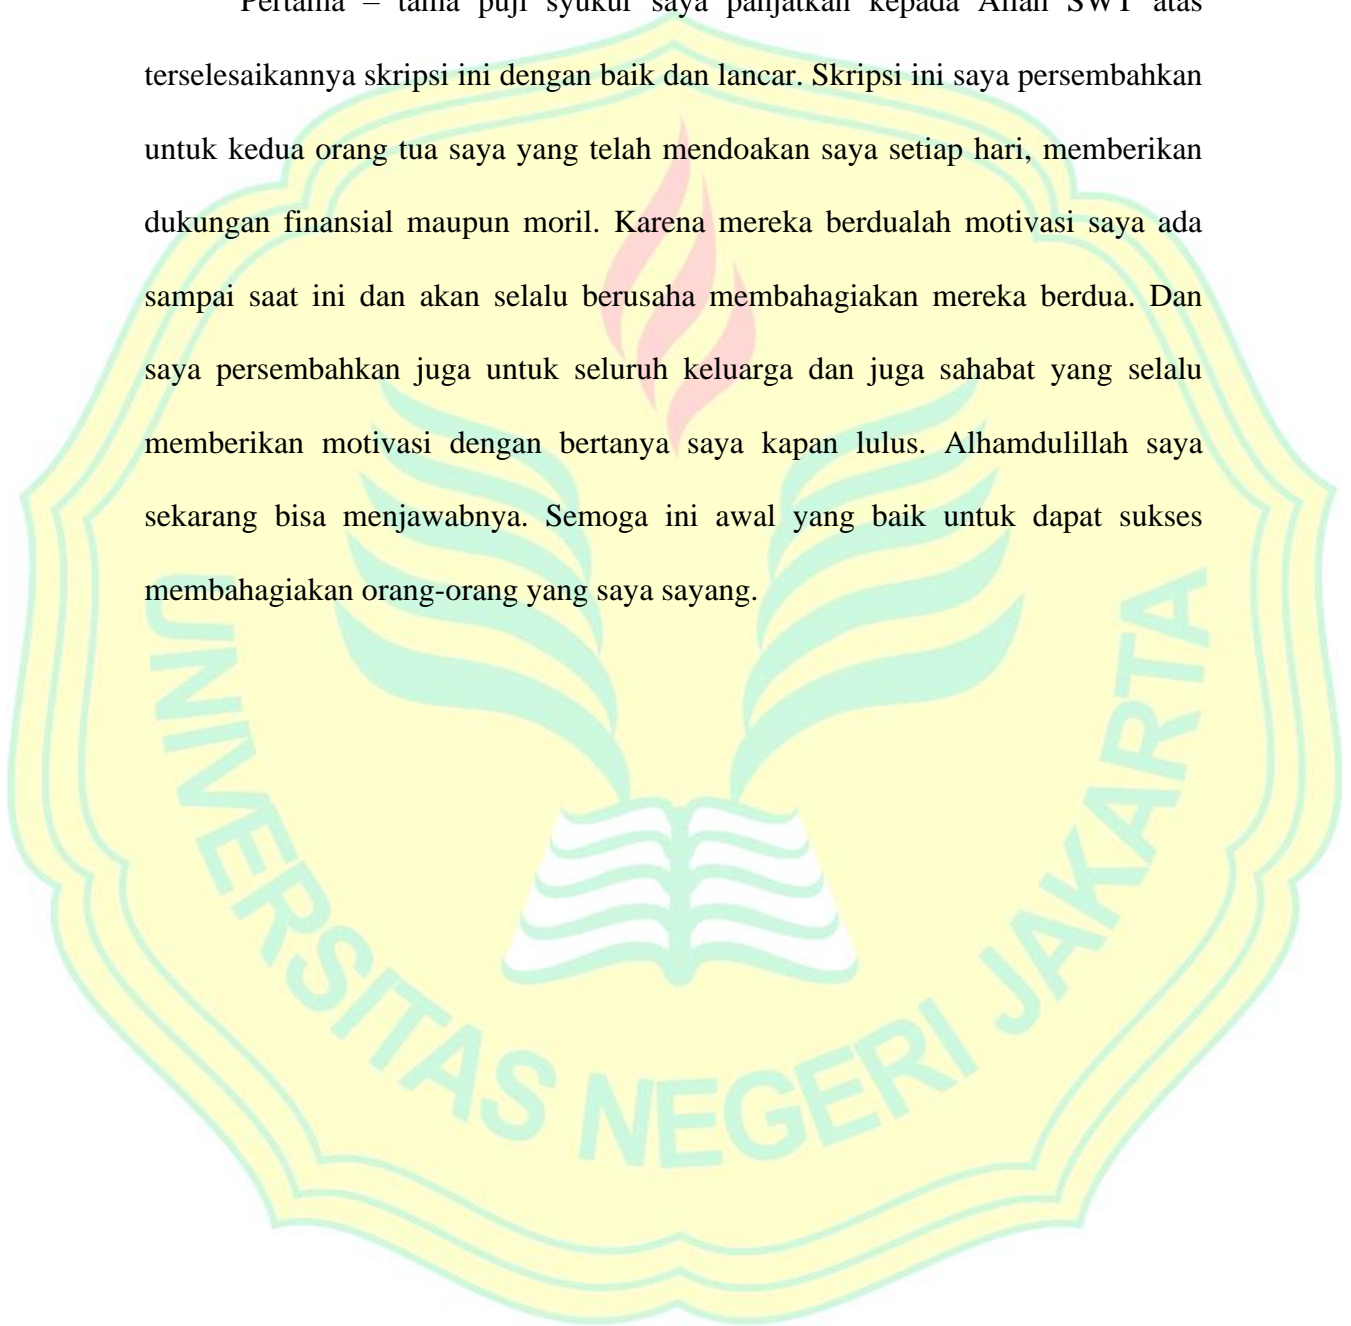 Pertama – tama puji syukur saya panjatkan kepada Allah SWT atas
terselesaikannya skripsi ini dengan baik dan lancar. Skripsi ini saya persembahkan
untuk kedua orang tua saya yang telah mendoakan saya setiap hari, memberikan
dukungan finansial maupun moril. Karena mereka berdualah motivasi saya ada
sampai saat ini dan akan selalu berusaha membahagiakan mereka berdua. Dan
saya persembahkan juga untuk seluruh keluarga dan juga sahabat yang selalu
memberikan motivasi dengan bertanya saya kapan lulus. Alhamdulillah saya
sekarang bisa menjawabnya. Semoga ini awal yang baik untuk dapat sukses
membahagiakan orang-orang yang saya sayang.
UNIVERSITAS NEGERI JAKARTA